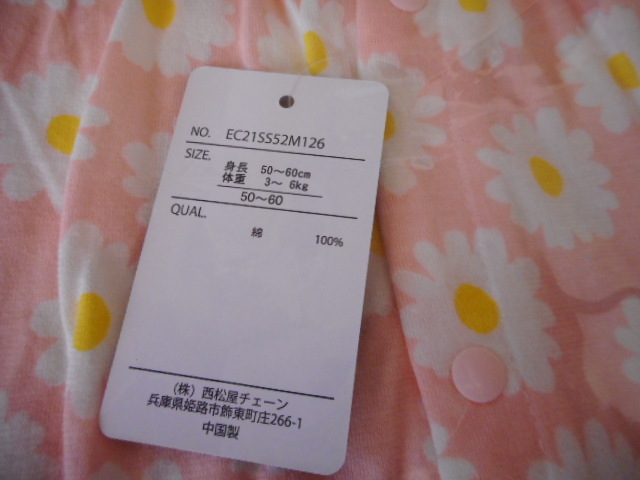 NO. EC21SS52M126
SIZE.
身長 50～60cm
体重 3～ 6kg
50～60
QUAL.
綿 100%
（株）西松屋チェーン
兵庫県姫路市飾東町庄266-1
中国製